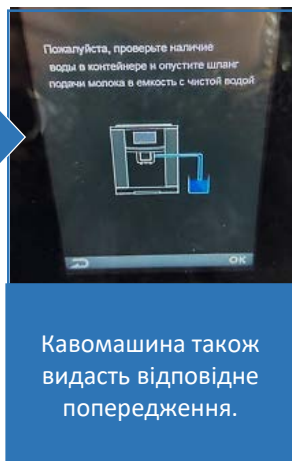 Пожалуйста, проверьте наличие
воды в контейнере и опустите шланг
подачи молока в емкость с чистой водой
OK
Кавомашина також
видасть відповідне
попередження.